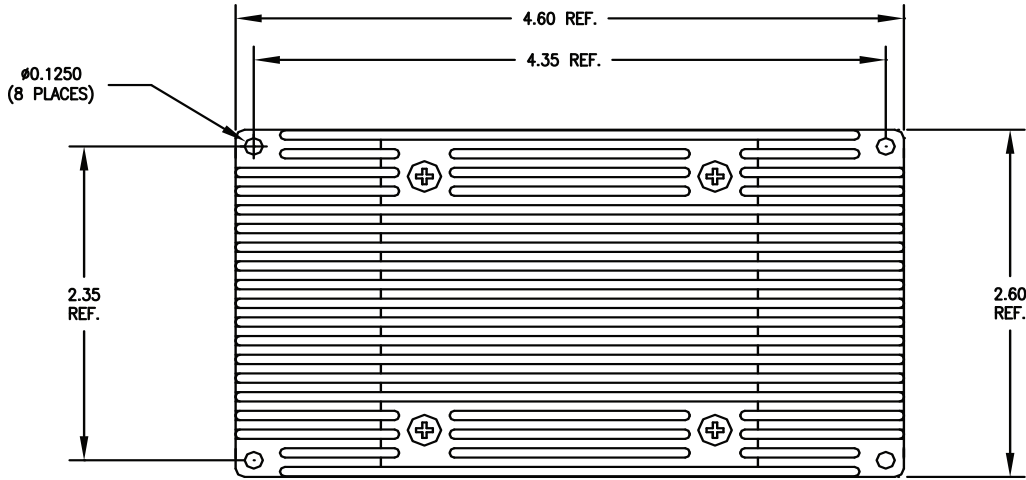 4.60 REF.
4.35 REF.
ø0.1250
(8 PLACES)
2.35
REF.
2.60
REF.